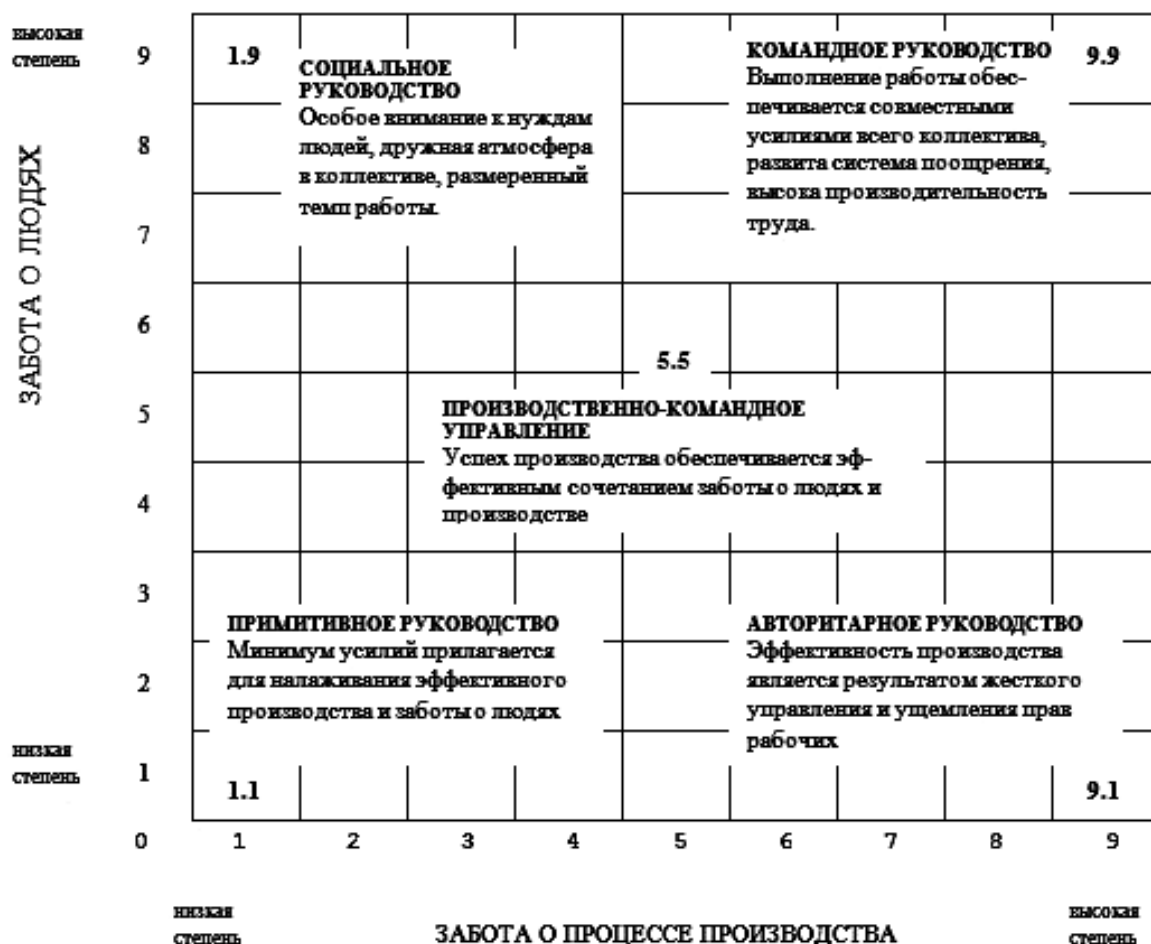 высокая
степень
9
1.9
СОЦИАЛЬНОЕ
РУКОВОДСТВО
Особое внимание к нуждам
людей, дружная атмосфера
в коллективе, размеренный
темп работы.
КОМАНДНОЕ РУКОВОДСТВО
Выполнение работы обес-
печивается совместными
усилиями всего коллектива,
развита система поощрения,
высока производительность
труда.
9.9
ЗАБОТА О ЛЮДЯХ
8
7
6
5
4
3
2
1
5.5
ПРОИЗВОДСТВЕННО-КОМАНДНОЕ
УПРАВЛЕНИЕ
Успех производства обеспечивается эф-
фективным сочетанием заботы о людях и
производстве
ПРИМИТИВНОЕ РУКОВОДСТВО
Минимум усилий прилагается
для налаживания эффективного
производства и заботы о людях
1.1
АВТОРИТАРНОЕ РУКОВОДСТВО
Эффективность производства
является результатом жесткого
управления и ущемления прав
рабочих
9.1
низкая
степень
0 1 2 3 4 5 6 7 8 9
низкая
степень
ЗАБОТА О ПРОЦЕССЕ ПРОИЗВОДСТВА
высокая
степень